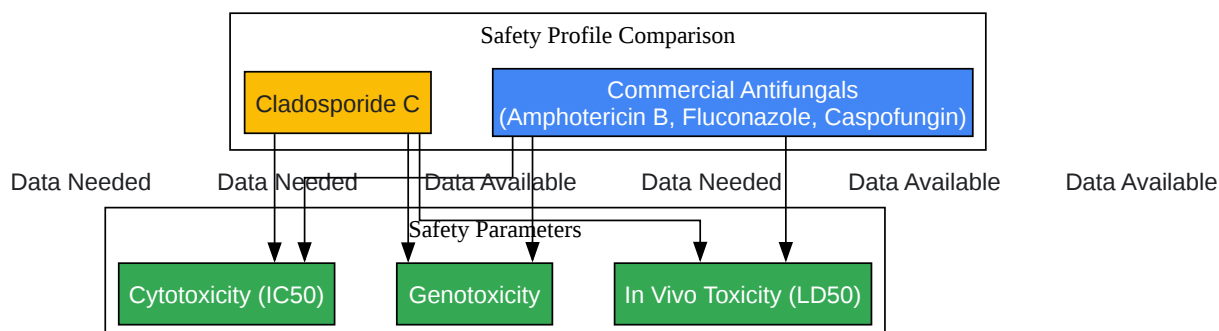 Safety Profile Comparison
Cladosporide C
Commercial Antifungals
(Amphotericin B, Fluconazole, Caspofungin)
Data Needed Data Needed Data Available Data Needed Data Available Data Available
Safety Parameters
Cytotoxicity (IC50)
Genotoxicity
In Vivo Toxicity (LD50)